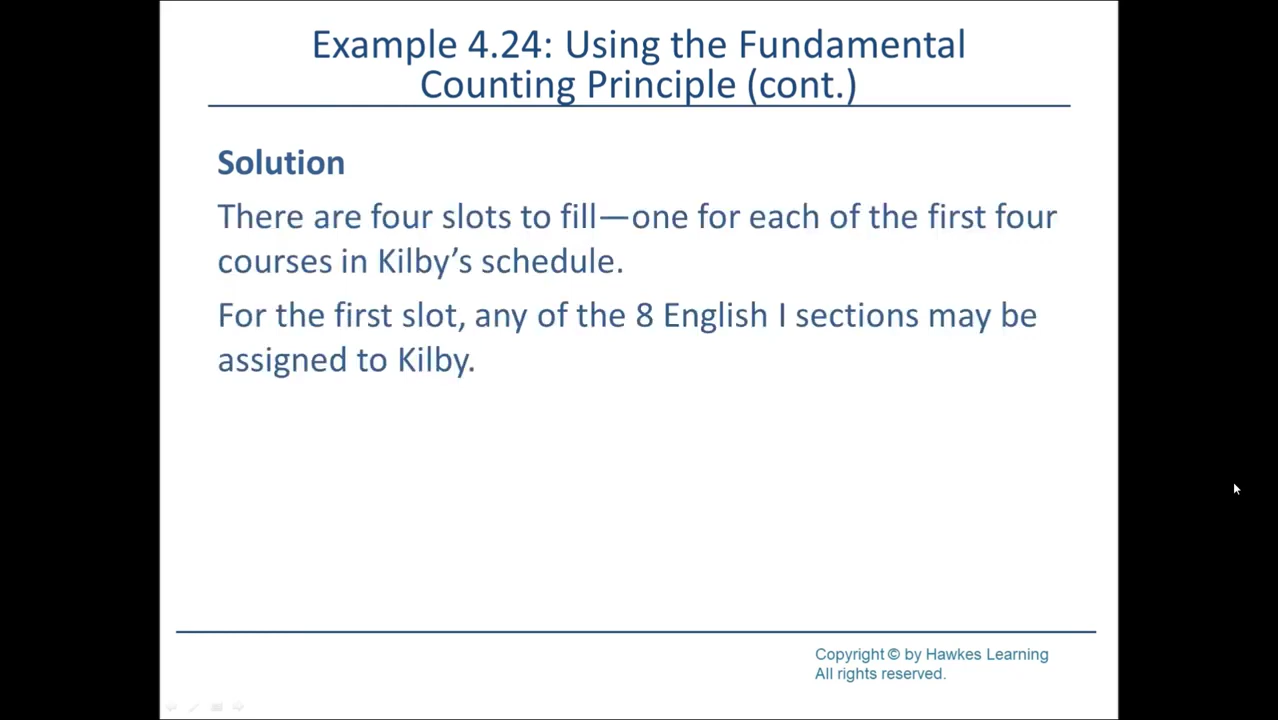 Example 4.24: Using the Fundamental
Counting Principle (cont.)
Solution
There are four slots to fill—one for each of the first four
courses in Kilby’s schedule.
For the first slot, any of the 8 English I sections may be
assigned to Kilby.
Copyright © by Hawkes Learning
All rights reserved.